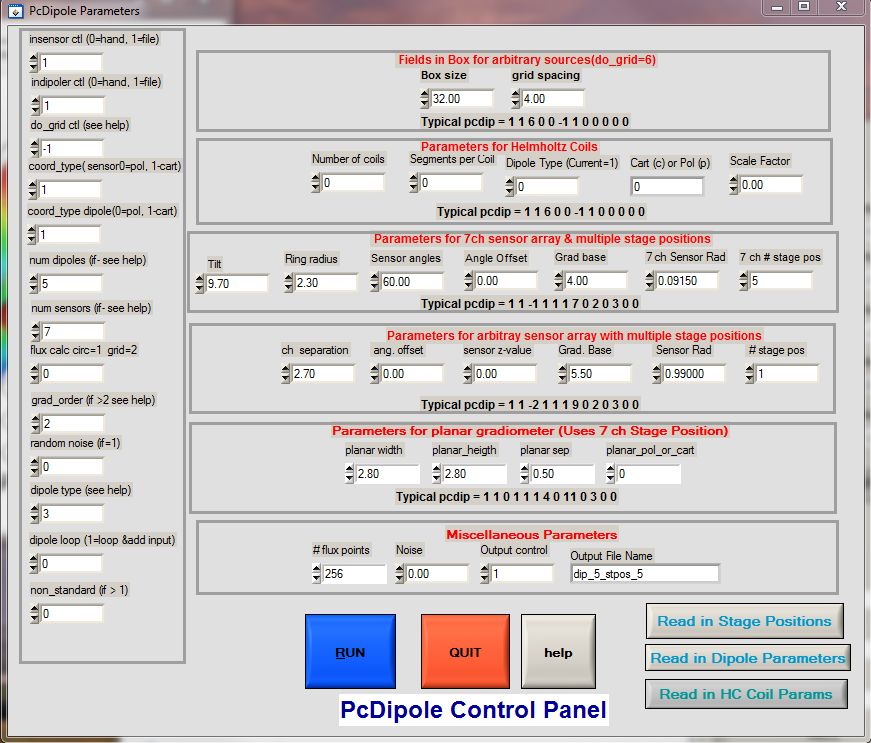 PcDipole Parameters
insensor ctl (0=hand, 1=file)
1
indipoler ctl (0=hand, 1=file)
1
do_grid ctl (see help)
-1
coord_type( sensor0=pol, 1-cart)
1
coord_type dipole(0=pol, 1-cart)
1
num dipoles (if- see help)
5
num sensors (if- see help)
7
flux calc circ=1 grid=2
0
grad_order (if >2 see help)
2
random noise (if=1)
0
dipole type (see help)
3
dipole loop (1=loop &add input)
0
non_standard (if > 1)
0
Fields in Box for arbitrary sources(do_grid=6)
Box size grid spacing
32.00 4.00
Typical pcdip = 1 1 6 0 0 -1 1 0 0 0 0 0
Parameters for Helmholtz Coils
Number of coils Segments per Coil Dipole Type (Current=1) Cart (c) or Pol (p) Scale Factor
0 0 0 0 0.00
Typical pcdip = 1 1 6 0 0 -1 1 0 0 0 0 0
Parameters for 7ch sensor array & multiple stage positions
Tilt Ring radius Sensor angles Angle Offset Grad base 7 ch Sensor Rad 7 ch # stage pos
9.70 2.30 60.00 0.00 4.00 0.09150 5
Typical pcdip = 1 1 -1 1 1 1 7 0 2 0 3 0 0
Parameters for arbitray sensor array with multiple stage positions
ch separation ang. offset sensor z-value Grad. Base Sensor Rad # stage pos
2.70 0.00 0.00 5.50 0.99000 1
Typical pcdip = 1 1 -2 1 1 1 9 0 2 0 3 0 0
Parameters for planar gradiometer (Uses 7 ch Stage Position)
planar width planar_heigth planar sep planar_pol_or_cart
2.80 2.80 0.50 0
Typical pcdip = 1 1 0 1 1 1 4 0 11 0 3 0 0
Miscellaneous Parameters
# flux points Noise Output control Output File Name
256 0.00 1 dip_5_stpos_5
RUN QUIT help
Read in Stage Positions
Read in Dipole Parameters
Read in HC Coil Params
PcDipole Control Panel